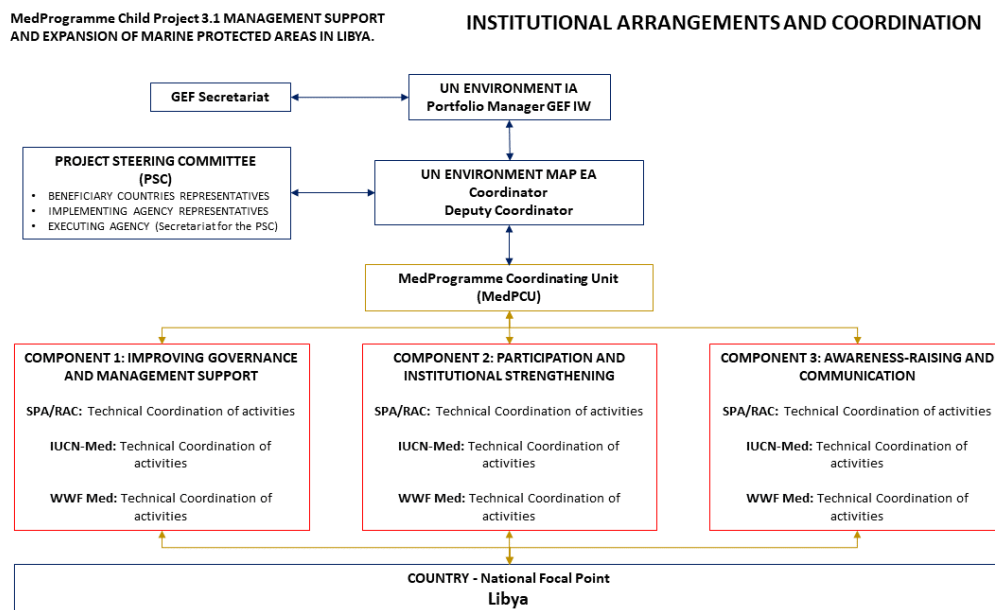 MedProgramme Child Project 3.1 MANAGEMENT SUPPORT
AND EXPANSION OF MARINE PROTECTED AREAS IN LIBYA.
INSTITUTIONAL ARRANGEMENTS AND COORDINATION
GEF Secretariat
UN ENVIRONMENT IA
Portfolio Manager GEF IW
PROJECT STEERING COMMITTEE
(PSC)
• BENEFICIARY COUNTRIES REPRESENTATIVES
• IMPLEMENTING AGENCY REPRESENTATIVES
• EXECUTING AGENCY (Secretariat for the PSC)
UN ENVIRONMENT MAP EA
Coordinator
Deputy Coordinator
MedProgramme Coordinating Unit
(MedPCU)
COMPONENT 1: IMPROVING GOVERNANCE
AND MANAGEMENT SUPPORT
SPA/RAC: Technical Coordination of activities
IUCN-Med: Technical Coordination of
activities
WWF Med: Technical Coordination of
activities
COMPONENT 2: PARTICIPATION AND
INSTITUTIONAL STRENGTHENING
SPA/RAC: Technical Coordination of activities
IUCN-Med: Technical Coordination of
activities
WWF Med: Technical Coordination of
activities
COMPONENT 3: AWARENESS-RAISING AND
COMMUNICATION
SPA/RAC: Technical Coordination of activities
IUCN-Med: Technical Coordination of
activities
WWF Med: Technical Coordination of
activities
COUNTRY - National Focal Point
Libya